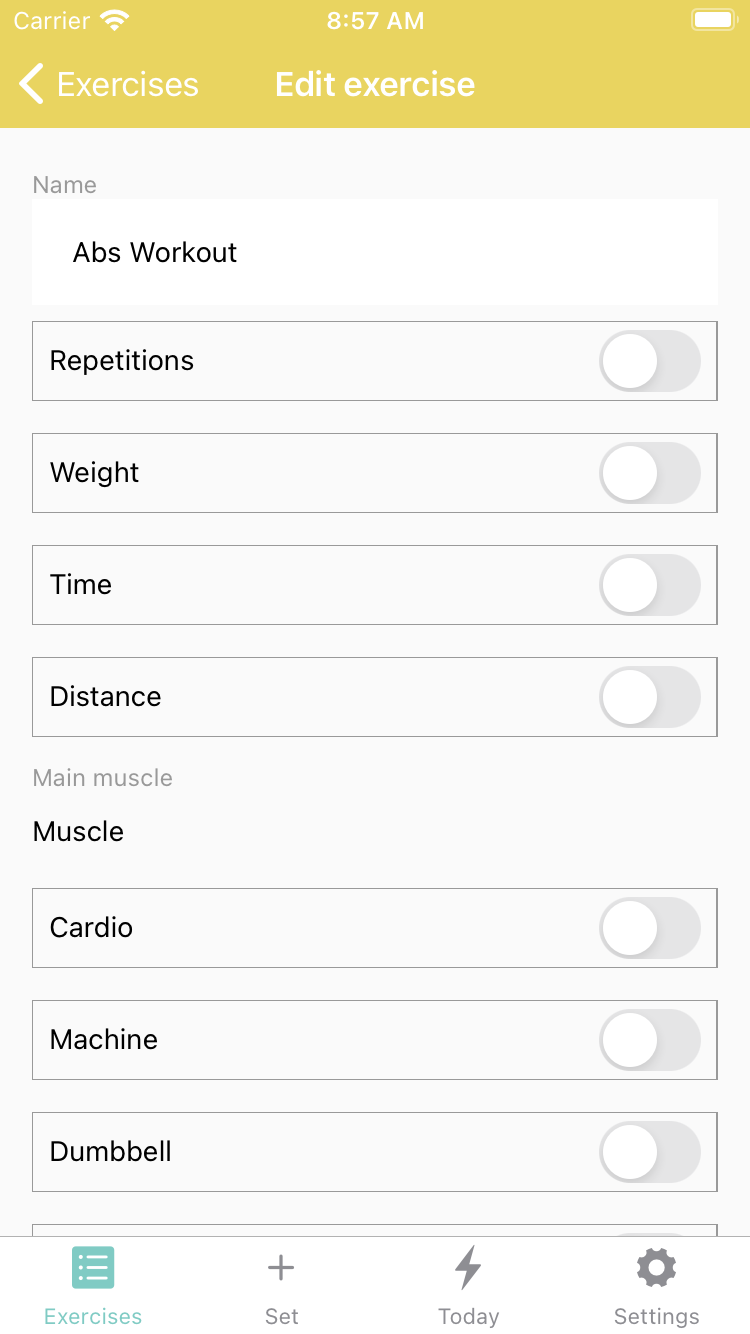 Carrier 8:57 AM
Exercises Edit exercise
Name
Abs Workout
Repetitions
Weight
Time
Distance
Main muscle
Muscle
Cardio
Machine
Dumbbell
Exercises Set Today Settings